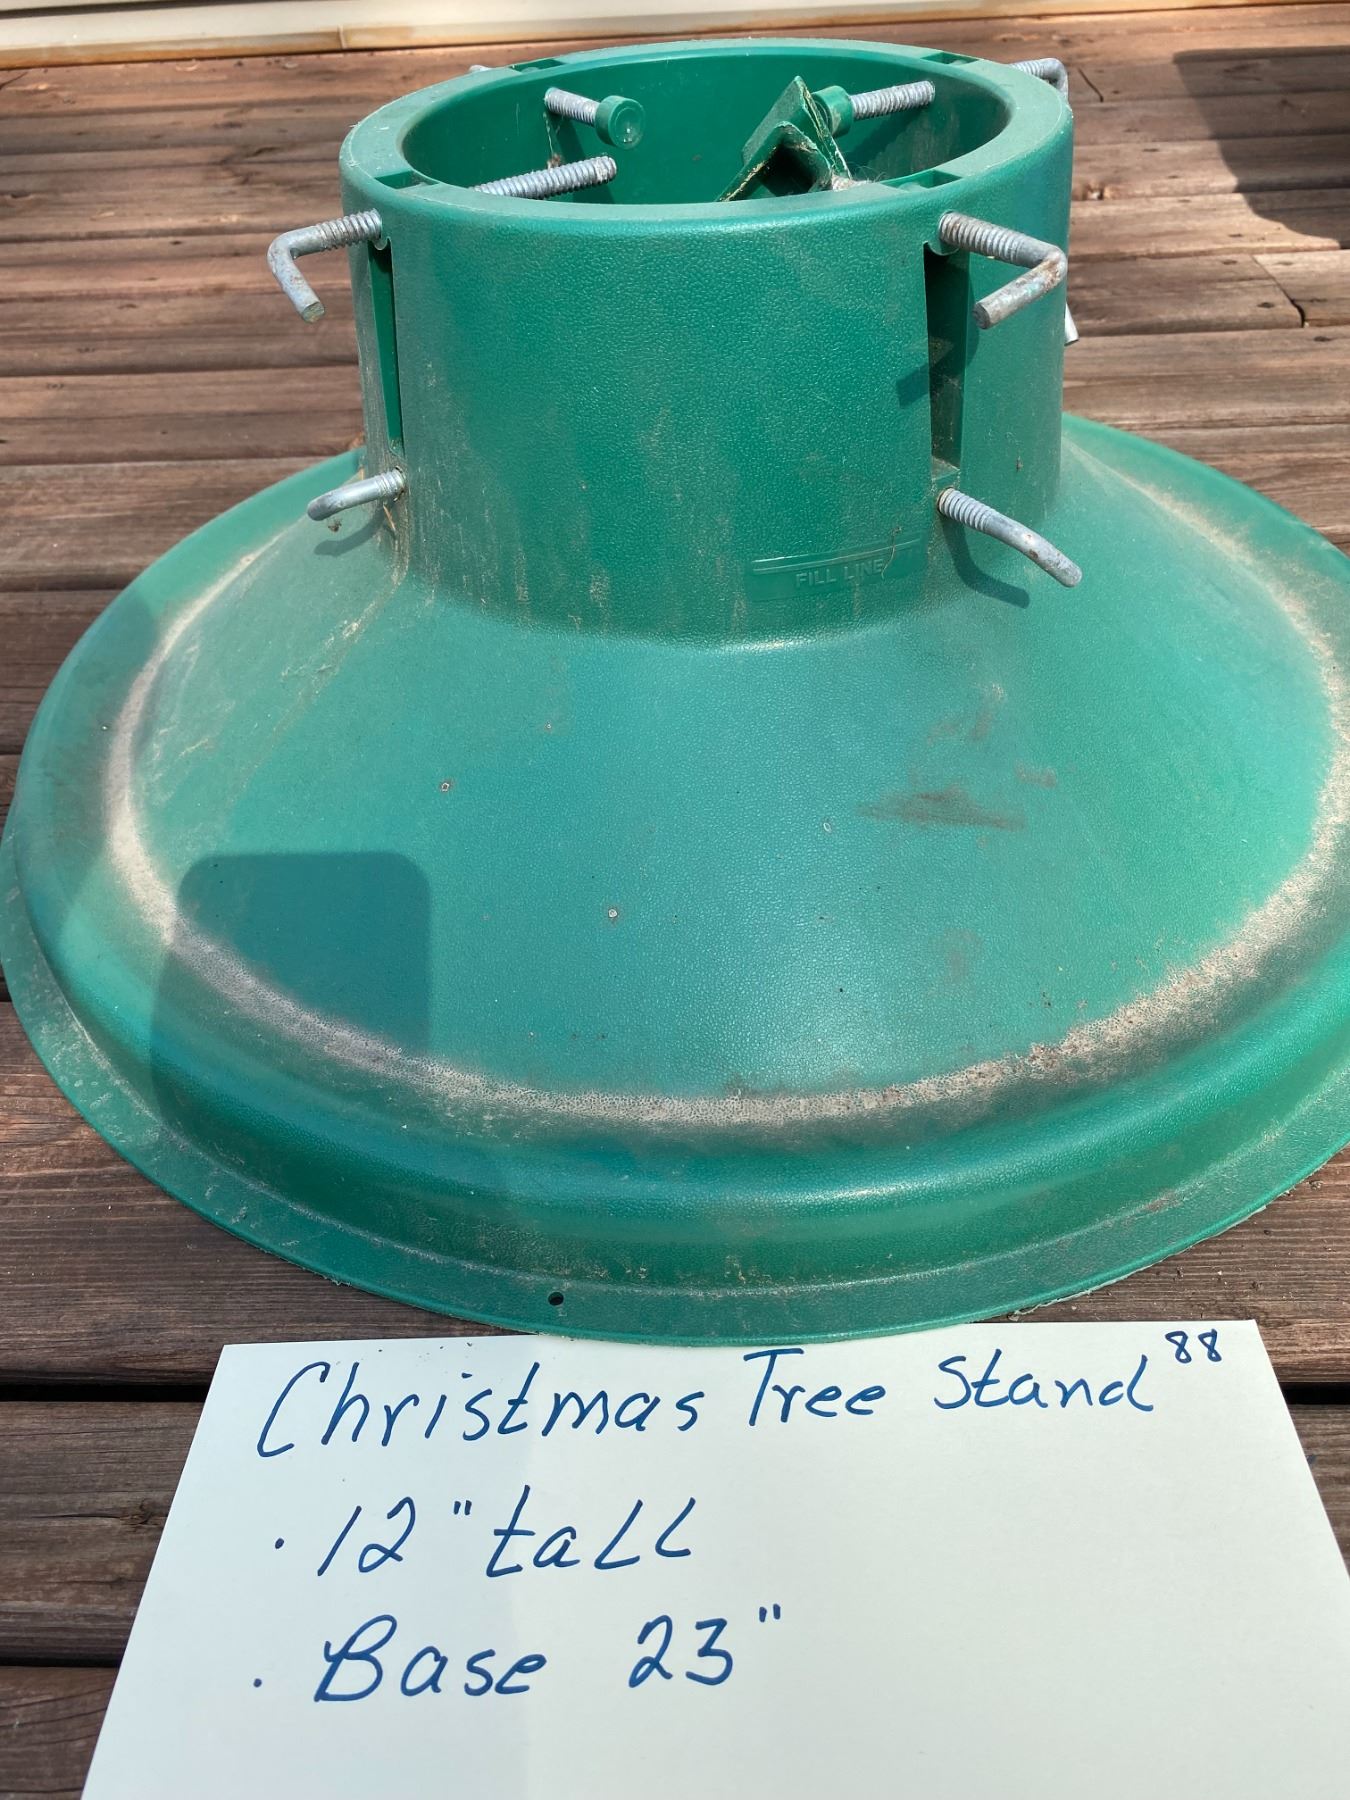 FILL LINE
Christmas Tree Stand 88
· 12" tall
· Base 23"